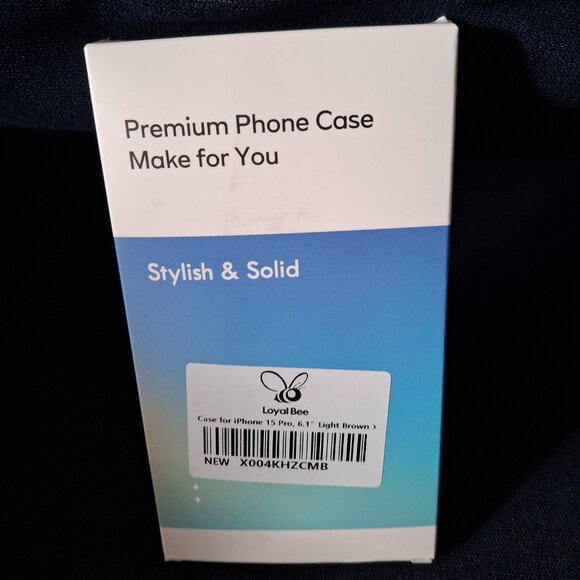 Premium Phone Case
Make for You
Stylish & Solid
Loyal Bee
Case for iPhone 15 Pro, 6.1" Light Brown
NEW X004KHZCMB